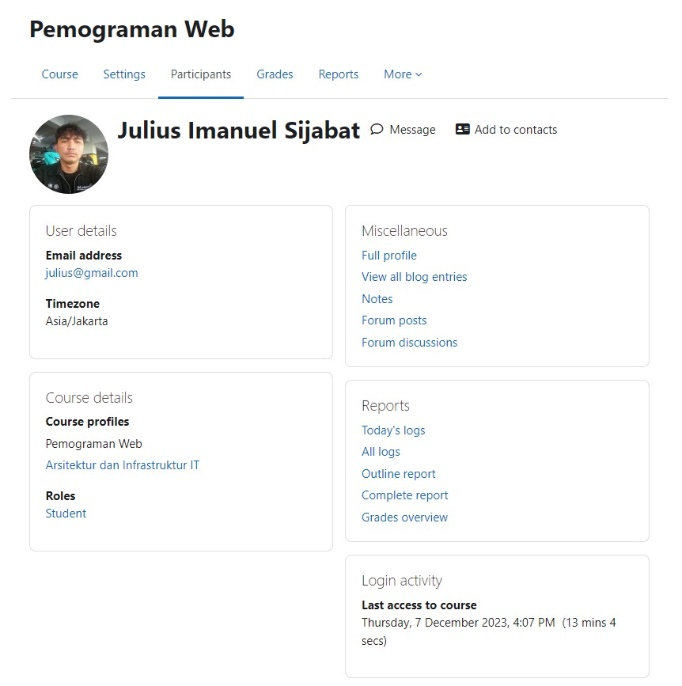 Pemograman Web
Course Settings Participants Grades Reports More
Julius Imanuel Sijabat Message Add to contacts
User details
Email address
julius@gmail.com
Timezone
Asia/Jakarta
Course details
Course profiles
Pemograman Web
Arsitektur dan Infrastruktur IT
Roles
Student
Miscellaneous
Full profile
View all blog entries
Notes
Forum posts
Forum discussions
Reports
Today's logs
All logs
Outline report
Complete report
Grades overview
Login activity
Last access to course
Thursday, 7 December 2023, 4:07 PM (13 mins 4
secs)